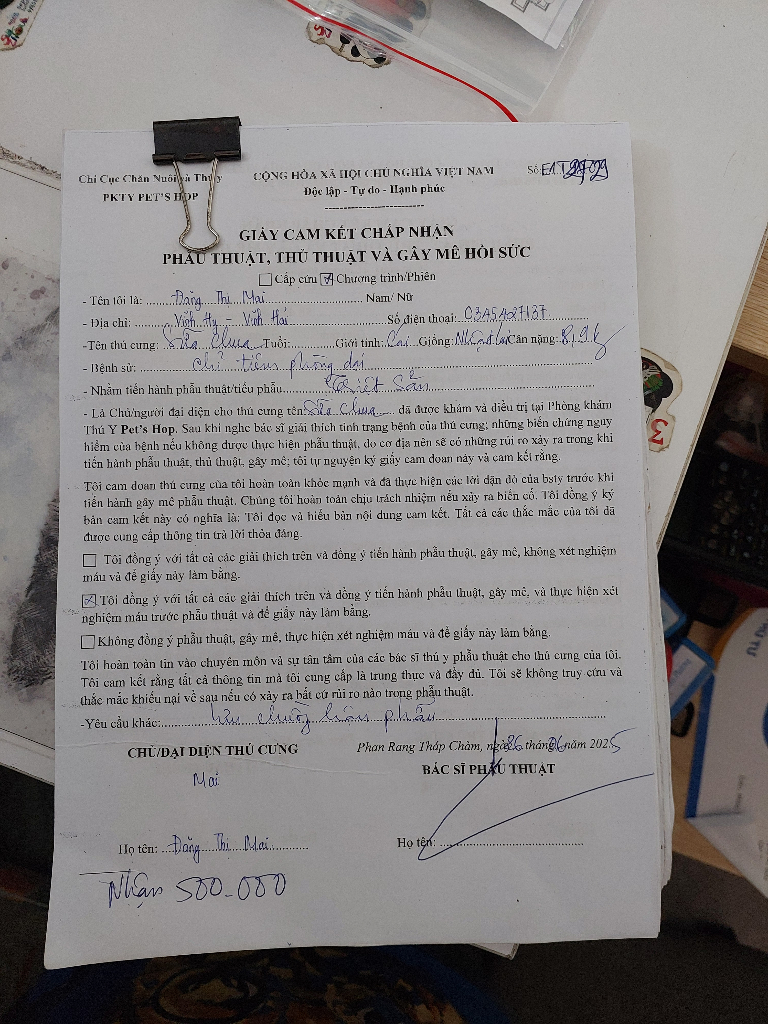 Chi Cục Chăn Nuôi và Thú y
PKTY PET'S HOP
CỘNG HÒA XÃ HỘI CHỦ NGHĨA VIỆT NAM
Độc lập - Tự do - Hạnh phúc
Số:
GIẤY CAM KẾT CHẤP NHẬN
PHẪU THUẬT, THỦ THUẬT VÀ GÂY MÊ HỒI SỨC
Cấp cứu Chương trình/Phiên
- Tên tôi là: Đặng Thị Mai Nam/ Nữ
- Địa chỉ: Vĩnh Hy - Vĩnh Hải Số điện thoại: 0345427137
-Tên thú cưng: Sữa Chua Tuổi: Giới tính: Cái Giống: Cân nặng: 8,9kg
- Bệnh sử: chỉ tiêm phòng dại
- Nhằm tiến hành phẫu thuật/tiểu phẫu Triệt Sản
- Là Chủ/người đại diện cho thú cưng tên Sữa Chua đã được khám và điều trị tại Phòng khám
Thú Y Pet's Hop. Sau khi nghe bác sĩ giải thích tình trạng bệnh của thú cưng; những biến chứng nguy
hiểm của bệnh nếu không được thực hiện phẫu thuật, do cơ địa nên sẽ có những rủi ro xảy ra trong khi
tiến hành phẫu thuật, thủ thuật, gây mê; tôi tự nguyện ký giấy cam đoan này và cam kết rằng.
Tôi cam đoan thú cưng của tôi hoàn toàn khỏe mạnh và đã thực hiện các lời dặn dò của bsty trước khi
tiến hành gây mê phẫu thuật. Chúng tôi hoàn toàn chịu trách nhiệm nếu xảy ra biến cố. Tôi đồng ý ký
bản cam kết này có nghĩa là: Tôi đọc và hiểu bản nội dung cam kết. Tất cả các thắc mắc của tôi đã
được cung cấp thông tin trả lời thỏa đáng.
Tôi đồng ý với tất cả các giải thích trên và đồng ý tiến hành phẫu thuật, gây mê, không xét nghiệm
máu và để giấy này làm bằng.
Tôi đồng ý với tất cả các giải thích trên và đồng ý tiến hành phẫu thuật, gây mê, và thực hiện xét
nghiệm máu trước phẫu thuật và để giấy này làm bằng.
Không đồng ý phẫu thuật, gây mê, thực hiện xét nghiệm máu và để giấy này làm bằng.
Tôi hoàn toàn tin vào chuyên môn và sự tận tâm của các bác sĩ thú y phẫu thuật cho thú cưng của tôi.
Tôi cam kết rằng tất cả thông tin mà tôi cung cấp là trung thực và đầy đủ. Tôi sẽ không truy cứu và
thắc mắc khiếu nại về sau nếu có xảy ra bất cứ rủi ro nào trong phẫu thuật.
-Yêu cầu khác: lưu chuồng hậu phẫu
CHỦ/ĐẠI DIỆN THÚ CƯNG
Phan Rang Tháp Chàm, ngày 26 tháng 06 năm 2025
BÁC SĨ PHẪU THUẬT
Mai
Họ tên: Đặng Thị Mai
Họ tên:
Nhận 500.000